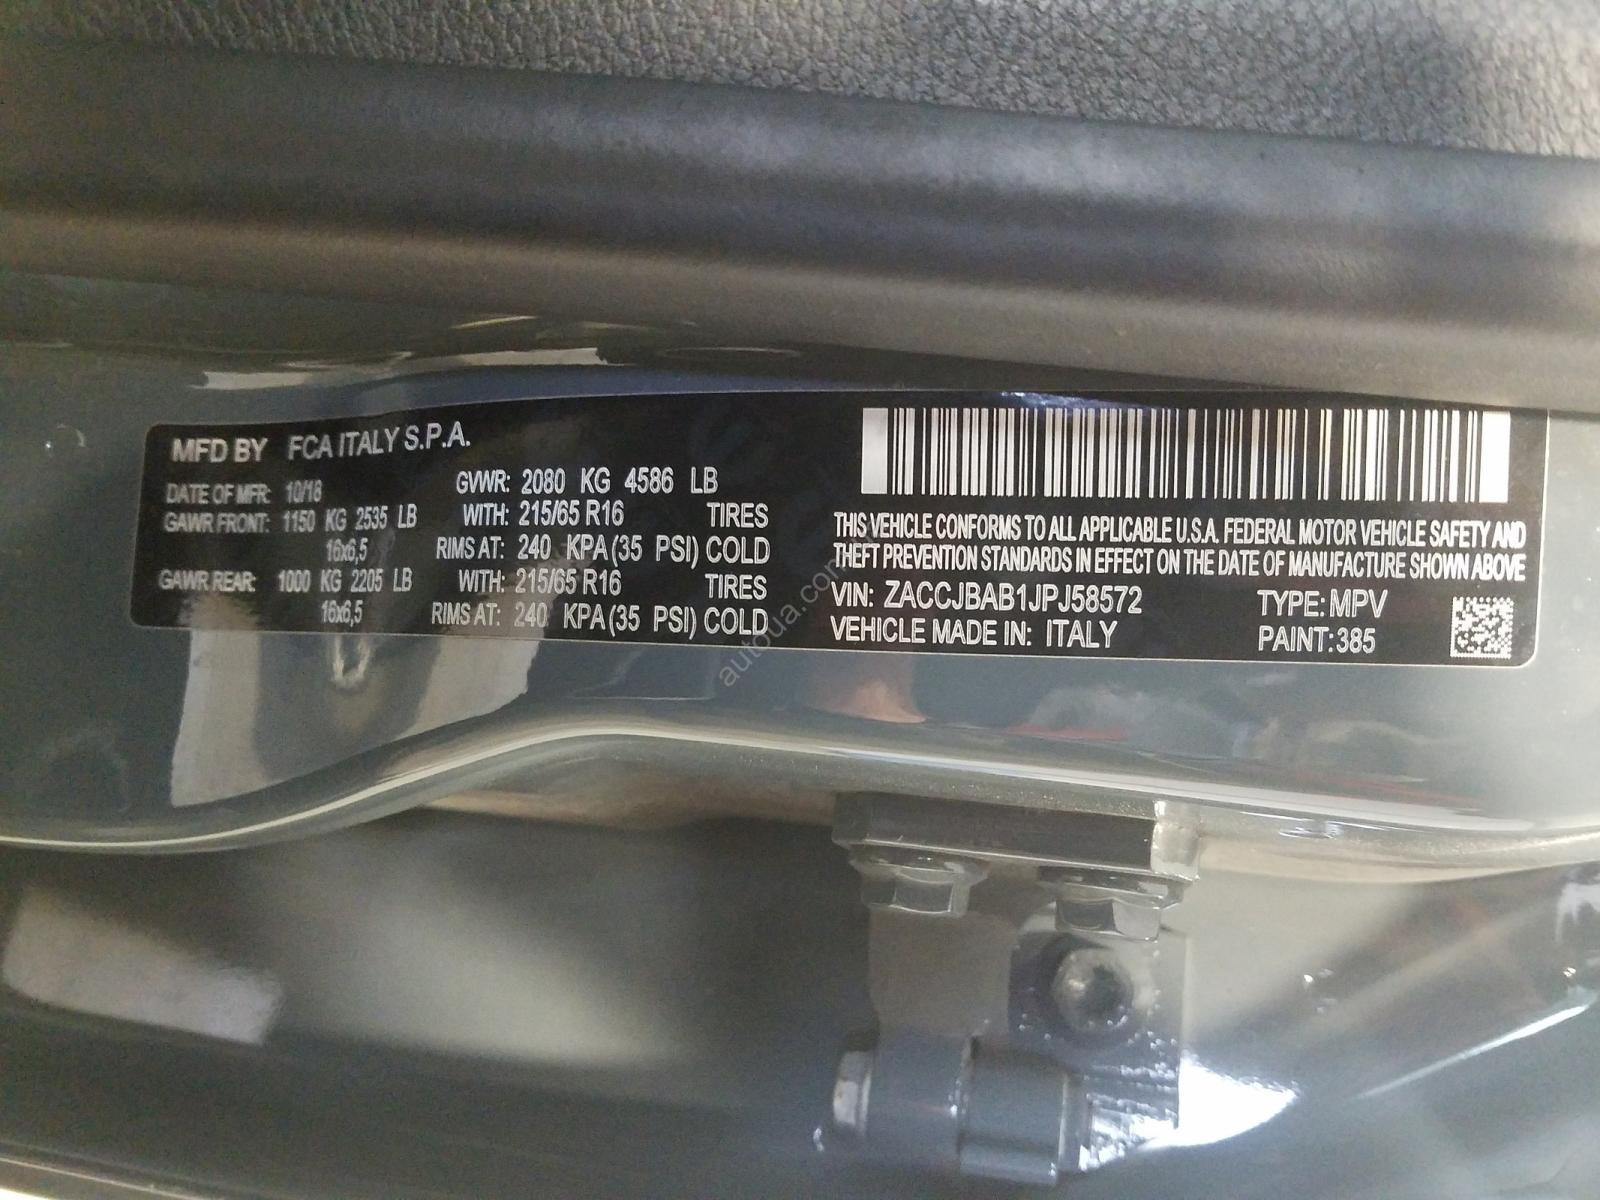 MFD BY FCA ITALY S.P.A.
DATE OF MFR: 10/18 GVWR: 2080 KG 4586 LB
GAWR FRONT: 1150 KG 2535 LB WITH: 215/65 R16 TIRES
16x6,5 RIMS AT: 240 KPA (35 PSI) COLD
GAWR REAR: 1000 KG 2205 LB WITH: 215/65 R16 TIRES
16x6,5 RIMS AT: 240 KPA (35 PSI) COLD
THIS VEHICLE CONFORMS TO ALL APPLICABLE U.S.A. FEDERAL MOTOR VEHICLE SAFETY AND
THEFT PREVENTION STANDARDS IN EFFECT ON THE DATE OF MANUFACTURE SHOWN ABOVE
VIN: ZACCJBAB1JPJ58572 TYPE: MPV
VEHICLE MADE IN: ITALY PAINT: 385